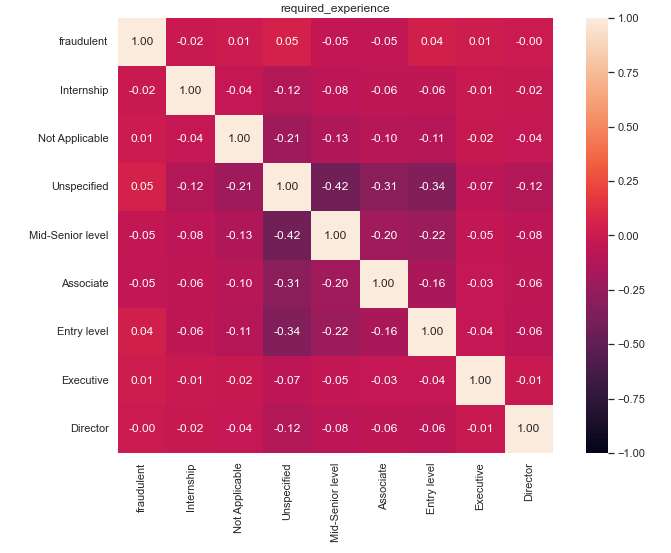 required_experience
fraudulent 1.00 -0.02 0.01 0.05 -0.05 -0.05 0.04 0.01 -0.00
Internship -0.02 1.00 -0.04 -0.12 -0.08 -0.06 -0.06 -0.01 -0.02
Not Applicable 0.01 -0.04 1.00 -0.21 -0.13 -0.10 -0.11 -0.02 -0.04
Unspecified 0.05 -0.12 -0.21 1.00 -0.42 -0.31 -0.34 -0.07 -0.12
Mid-Senior level -0.05 -0.08 -0.13 -0.42 1.00 -0.20 -0.22 -0.05 -0.08
Associate -0.05 -0.06 -0.10 -0.31 -0.20 1.00 -0.16 -0.03 -0.06
Entry level 0.04 -0.06 -0.11 -0.34 -0.22 -0.16 1.00 -0.04 -0.06
Executive 0.01 -0.01 -0.02 -0.07 -0.05 -0.03 -0.04 1.00 -0.01
Director -0.00 -0.02 -0.04 -0.12 -0.08 -0.06 -0.06 -0.01 1.00
fraudulent
Internship
Not Applicable
Unspecified
Mid-Senior level
Associate
Entry level
Executive
Director
1.00
0.75
0.50
0.25
0.00
−0.25
−0.50
−0.75
−1.00